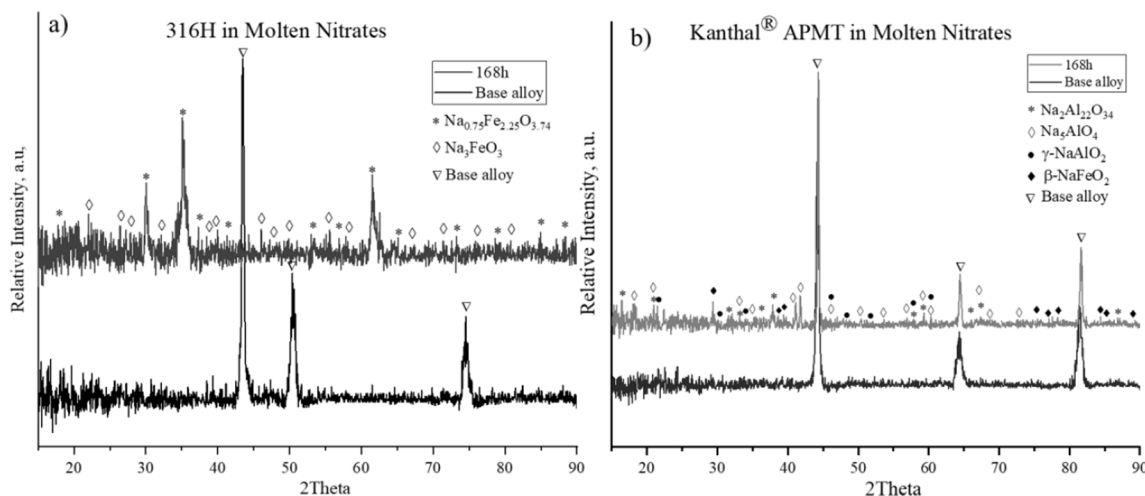 a)
316H in Molten Nitrates
168h
Base alloy
* Na0.75Fe2.25O3.74
◊ Na3FeO3
▽ Base alloy
Relative Intensity, a.u,
20 30 40 50 60 70 80 90
2Theta
b)
Kanthal® APMT in Molten Nitrates
168h
Base alloy
* Na2Al22O34
◊ Na5AlO4
● γ-NaAlO2
◆ β-NaFeO2
▽ Base alloy
Relative Intensity, a.u.
20 30 40 50 60 70 80 90
2Theta